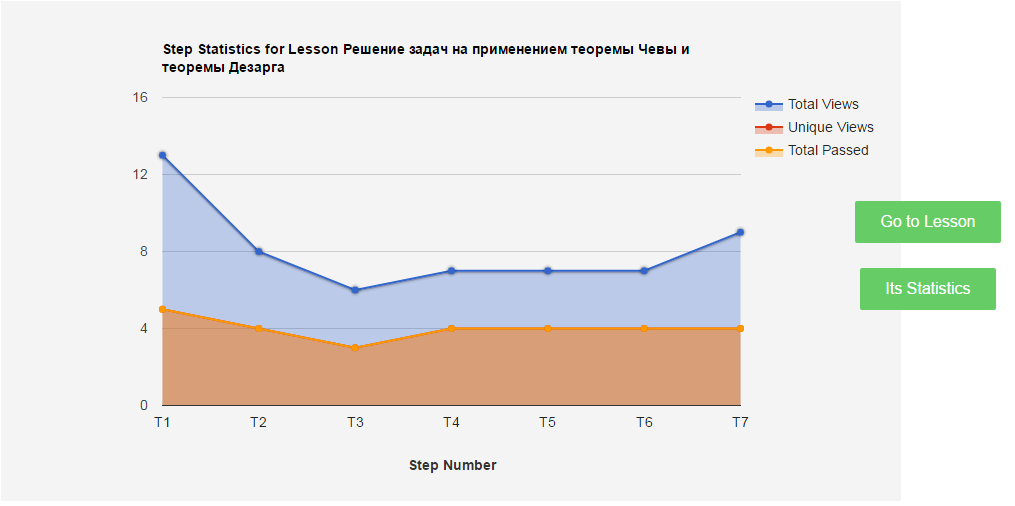 Step Statistics for Lesson Решение задач на применением теоремы Чевы и
теоремы Дезарга
16
12
8
4
0
T1
T2
T3
T4
T5
T6
T7
Step Number
Total Views
Unique Views
Total Passed
Go to Lesson
Its Statistics